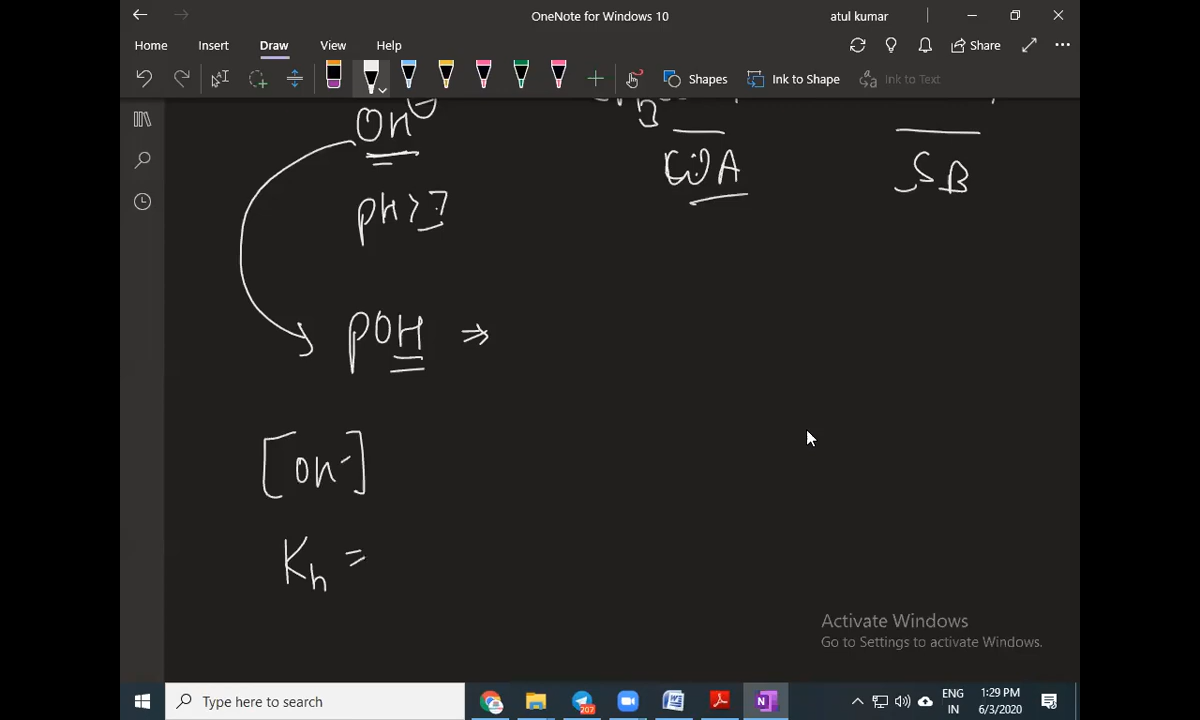 OneNote for Windows 10
atul kumar
Home Insert Draw View Help
Share
Shapes Ink to Shape Ink to Text
OH⊖
WA SB
pH > 7
pOH ⇒
[OH⁻]
Kh =
Activate Windows
Go to Settings to activate Windows.
Type here to search
207
ENG
IN
1:29 PM
6/3/2020